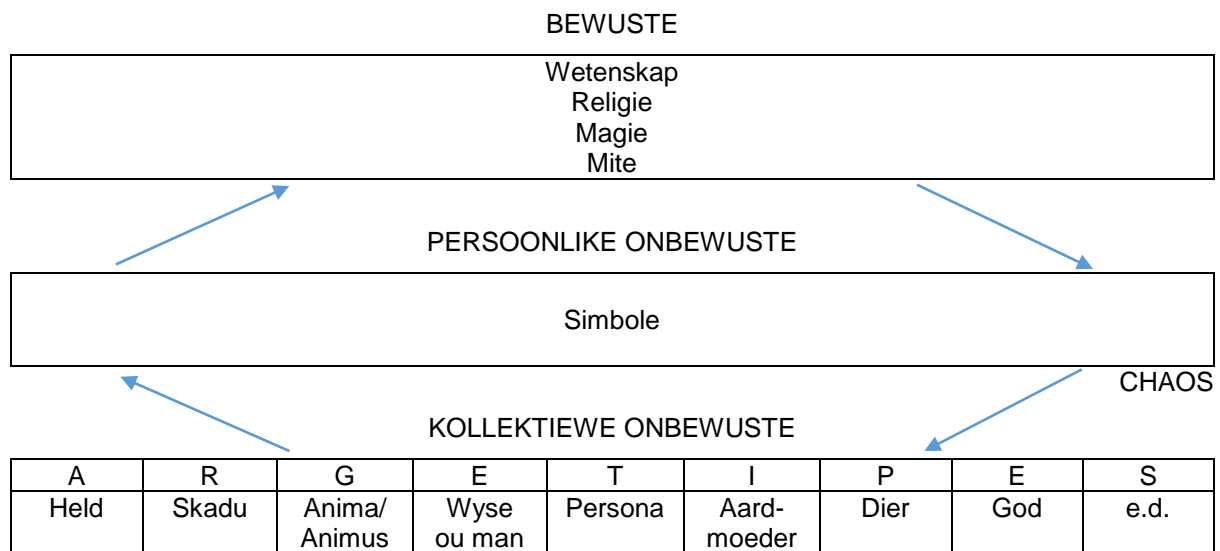 BEWUSTE
Wetenskap
Religie
Magie
Mite
PERSOONLIKE ONBEWUSTE
Simbole
CHAOS
KOLLEKTIEWE ONBEWUSTE
A R G E T I P E S
Held Skadu Anima/ Wyse Persona Aard- Dier God e.d.
Animus ou man moeder